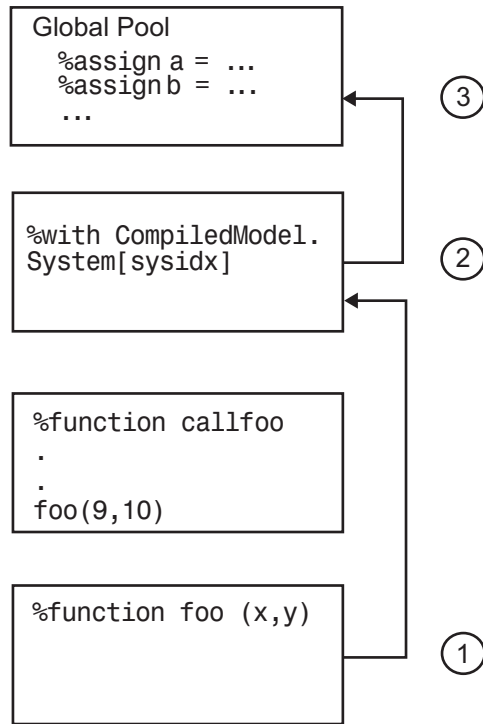 Global Pool
%assign a = ...
%assign b = ...
...
3
%with CompiledModel.
System[sysidx]
2
%function callfoo
.
.
foo(9,10)
%function foo (x,y)
1